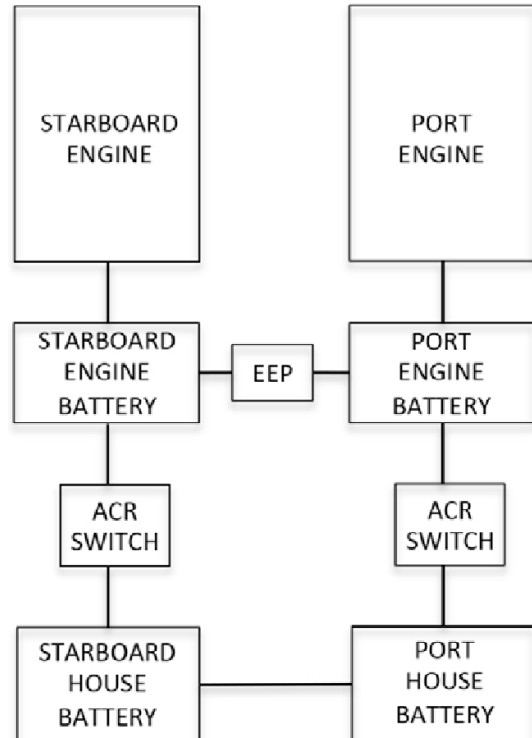 STARBOARD
ENGINE
PORT
ENGINE
STARBOARD
ENGINE
BATTERY
EEP
PORT
ENGINE
BATTERY
ACR
SWITCH
ACR
SWITCH
STARBOARD
HOUSE
BATTERY
PORT
HOUSE
BATTERY